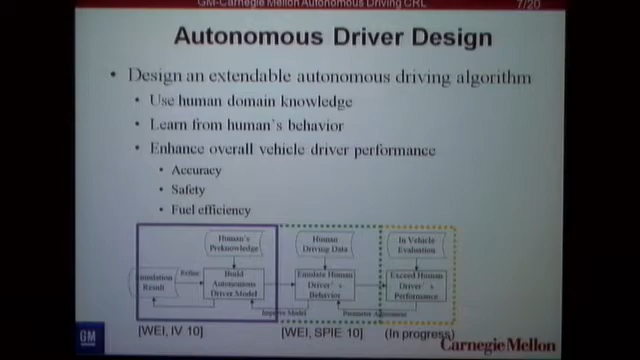 GM-Carnegie Mellon Autonomous Driving CRL
7/20
Autonomous Driver Design
• Design an extendable autonomous driving algorithm
• Use human domain knowledge
• Learn from human's behavior
• Enhance overall vehicle driver performance
• Accuracy
• Safety
• Fuel efficiency
Human's
Preknowledge
Human
Driving Data
In Vehicle
Evaluation
Simulation
Result
Refine
Build
Autonomous
Driver Model
Emulate Human
Driver's
Behavior
Exceed Human
Driver's
Performance
Improve Model
Parameter Adjustment
[WEI, IV 10]
[WEI, SPIE 10]
(In progress)
GM
Carnegie Mellon